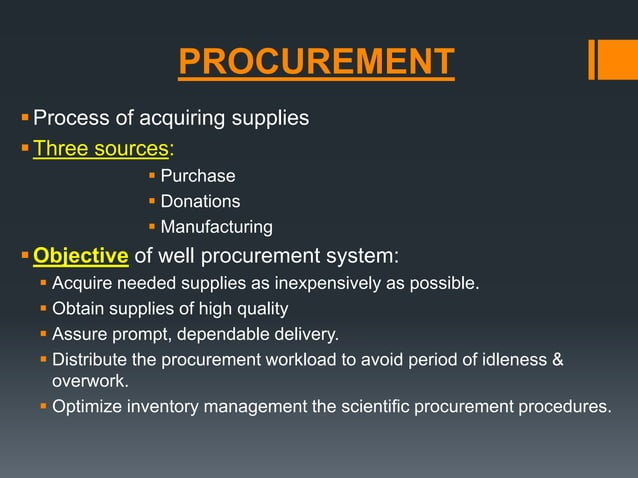 PROCUREMENT
▪Process of acquiring supplies
▪Three sources:
▪ Purchase
▪ Donations
▪ Manufacturing
▪Objective of well procurement system:
▪ Acquire needed supplies as inexpensively as possible.
▪ Obtain supplies of high quality
▪ Assure prompt, dependable delivery.
▪ Distribute the procurement workload to avoid period of idleness &
overwork.
▪ Optimize inventory management the scientific procurement procedures.